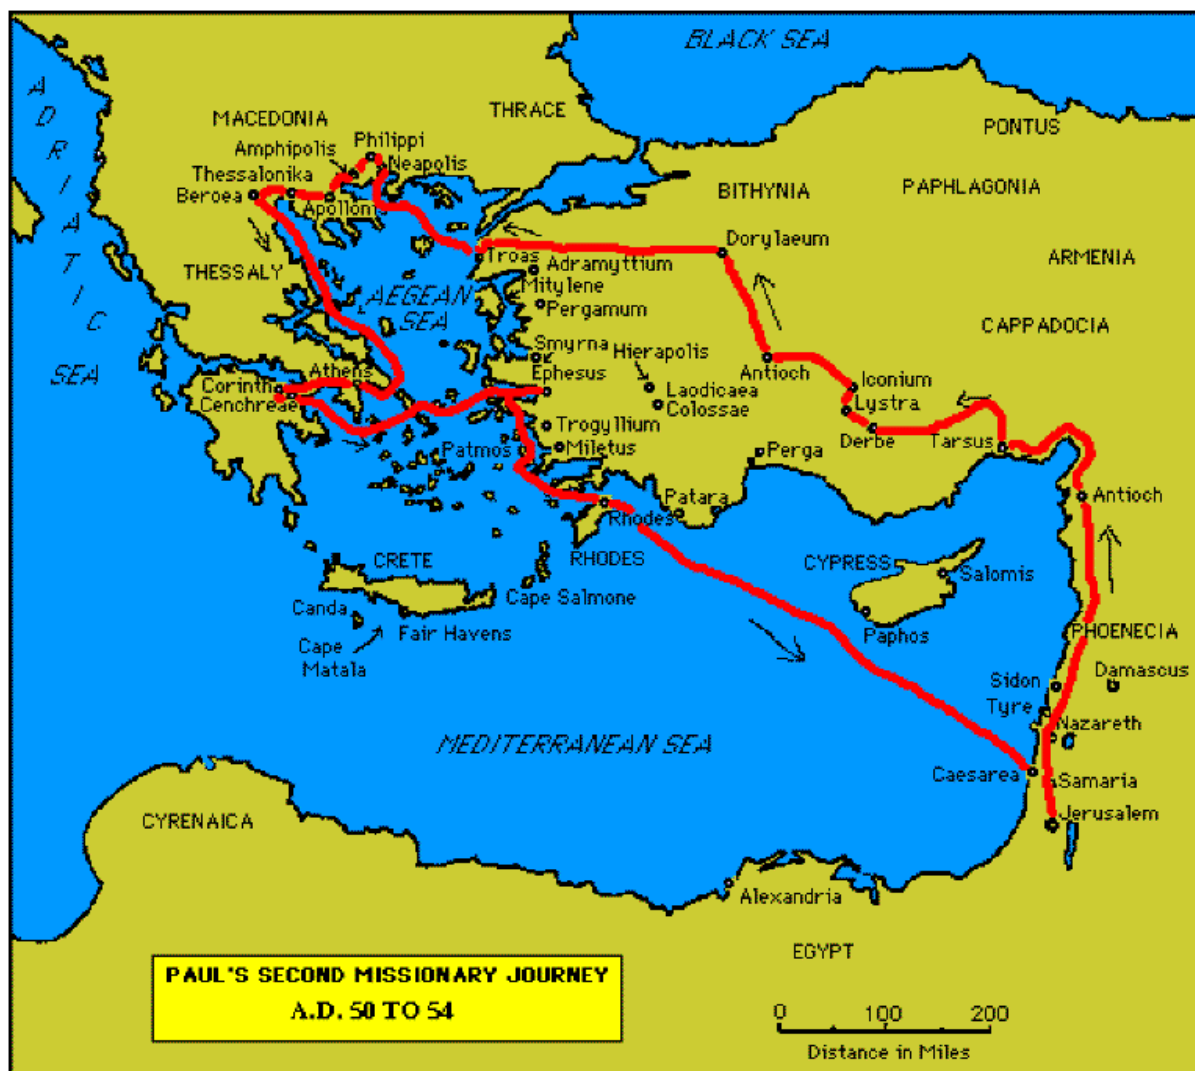 BLACK SEA
ADRIATIC SEA
MACEDONIA
THRACE
PONTUS
Philippi
Amphipolis
Neapolis
Thessalonika
Beroea
Apolloni
BITHYNIA
PAPHLAGONIA
Dorylaeum
ARMENIA
THESSALY
Troas
Adramyttium
Mitylene
AEGEAN
SEA
Pergamum
CAPPADOCIA
Smyrna
Hierapolis
Ephesus
Athens
Antioch
Iconium
Corinth
Laodicaea
Lystra
Cenchreae
Colossae
Trogyllium
Derbe
Tarsus
Patmos
Miletus
Perga
Patara
Antioch
Rhodes
CRETE
RHODES
CYPRESS
Salomis
Cape Salmone
Canda
Fair Havens
Paphos
Cape
Matala
PHOENECIA
Sidon
Damascus
Tyre
Nazareth
MEDITERRANEAN SEA
Caesarea
Samaria
Jerusalem
CYRENAICA
Alexandria
EGYPT
PAUL'S SECOND MISSIONARY JOURNEY
A.D. 50 TO 54
0 100 200
Distance in Miles